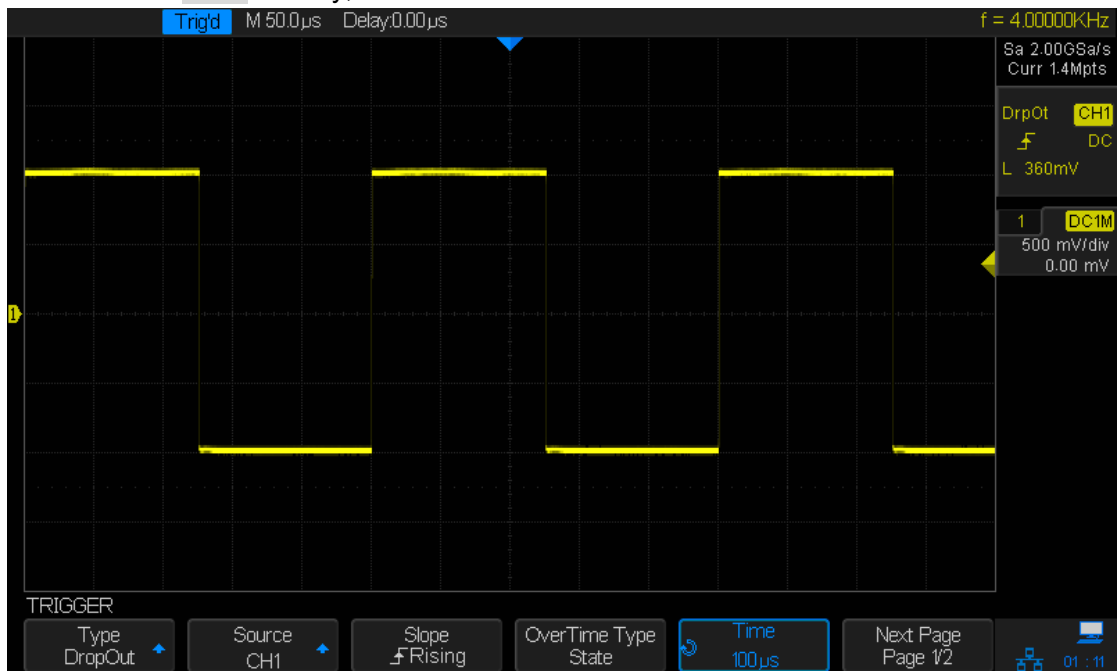 Trig'd M 50.0µs Delay:0.00µs f = 4.00000KHz
Sa 2.00GSa/s
Curr 1.4Mpts
DrpOt CH1
DC
L 360mV
1 DC1M
500 mV/div
0.00 mV
1
TRIGGER
Type Source Slope OverTime Type Time Next Page
DropOut CH1 Rising State 100µs Page 1/2
01 : 11